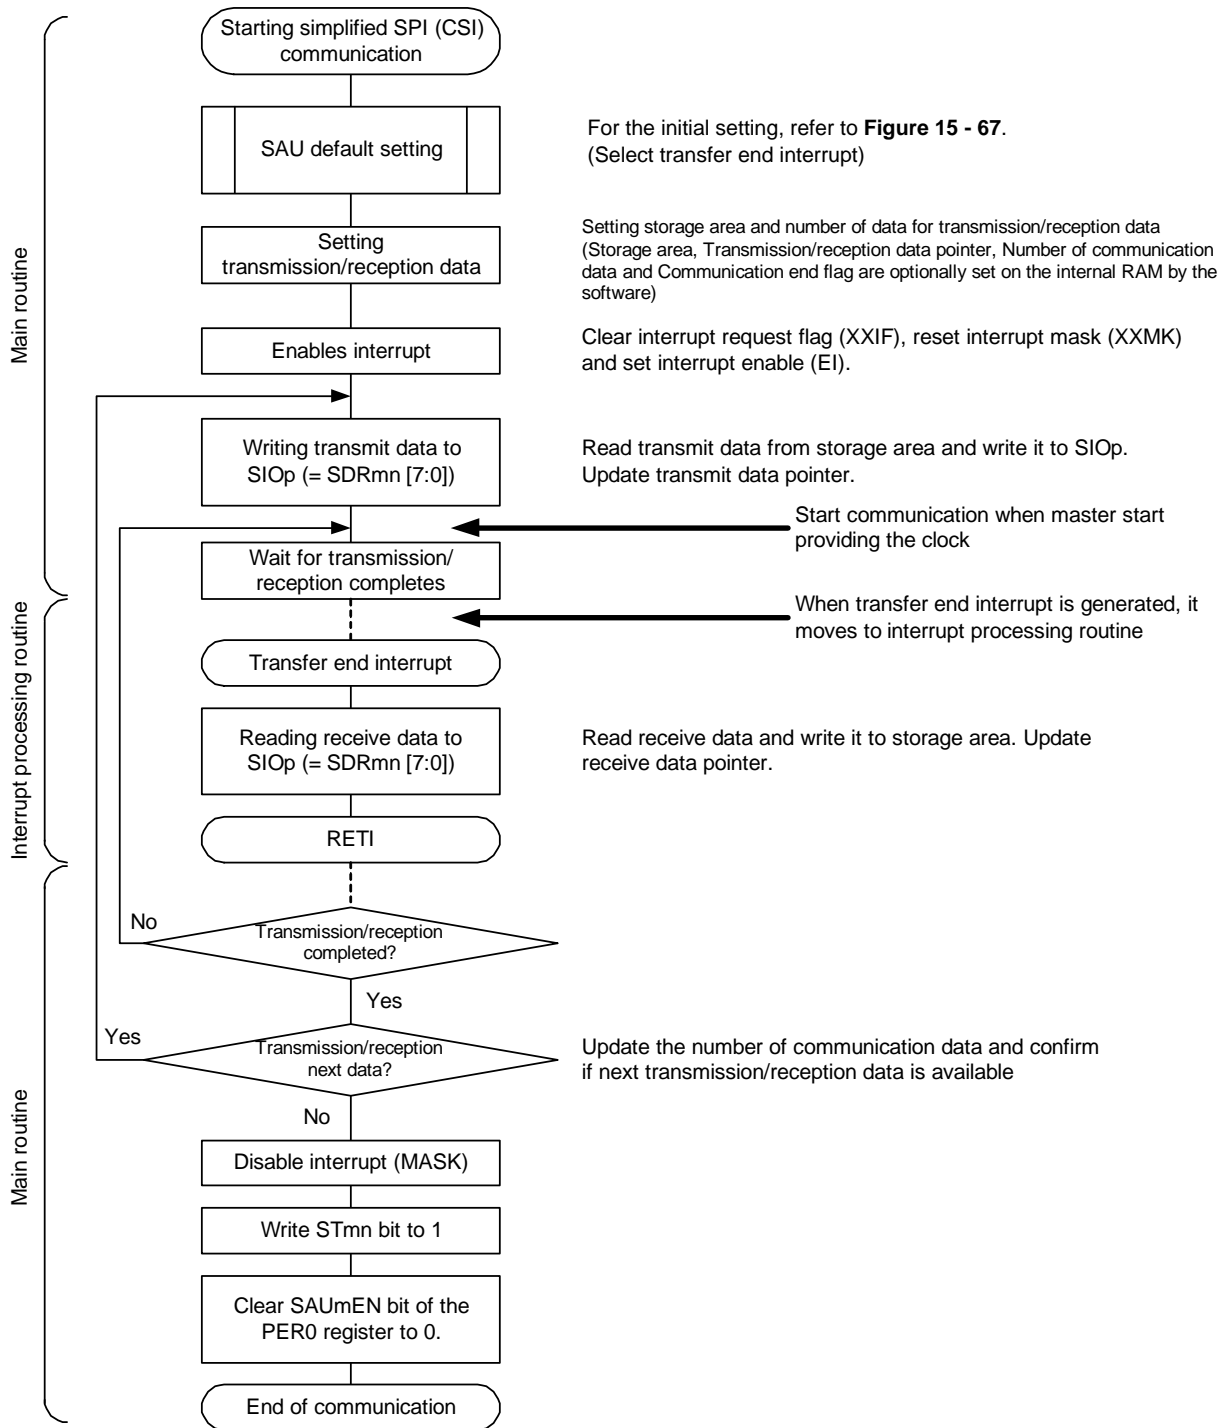 Starting simplified SPI (CSI)
communication
SAU default setting
For the initial setting, refer to Figure 15 - 67.
(Select transfer end interrupt)
Main routine
Setting
transmission/reception data
Setting storage area and number of data for transmission/reception data
(Storage area, Transmission/reception data pointer, Number of communication
data and Communication end flag are optionally set on the internal RAM by the
software)
Enables interrupt
Clear interrupt request flag (XXIF), reset interrupt mask (XXMK)
and set interrupt enable (EI).
Writing transmit data to
SIOp (= SDRmn [7:0])
Read transmit data from storage area and write it to SIOp.
Update transmit data pointer.
Start communication when master start
providing the clock
Wait for transmission/
reception completes
When transfer end interrupt is generated, it
moves to interrupt processing routine
Interrupt processing routine
Transfer end interrupt
Reading receive data to
SIOp (= SDRmn [7:0])
Read receive data and write it to storage area. Update
receive data pointer.
RETI
No
Transmission/reception
completed?
Yes
Yes
Transmission/reception
next data?
Update the number of communication data and confirm
if next transmission/reception data is available
No
Main routine
Disable interrupt (MASK)
Write STmn bit to 1
Clear SAUmEN bit of the
PER0 register to 0.
End of communication